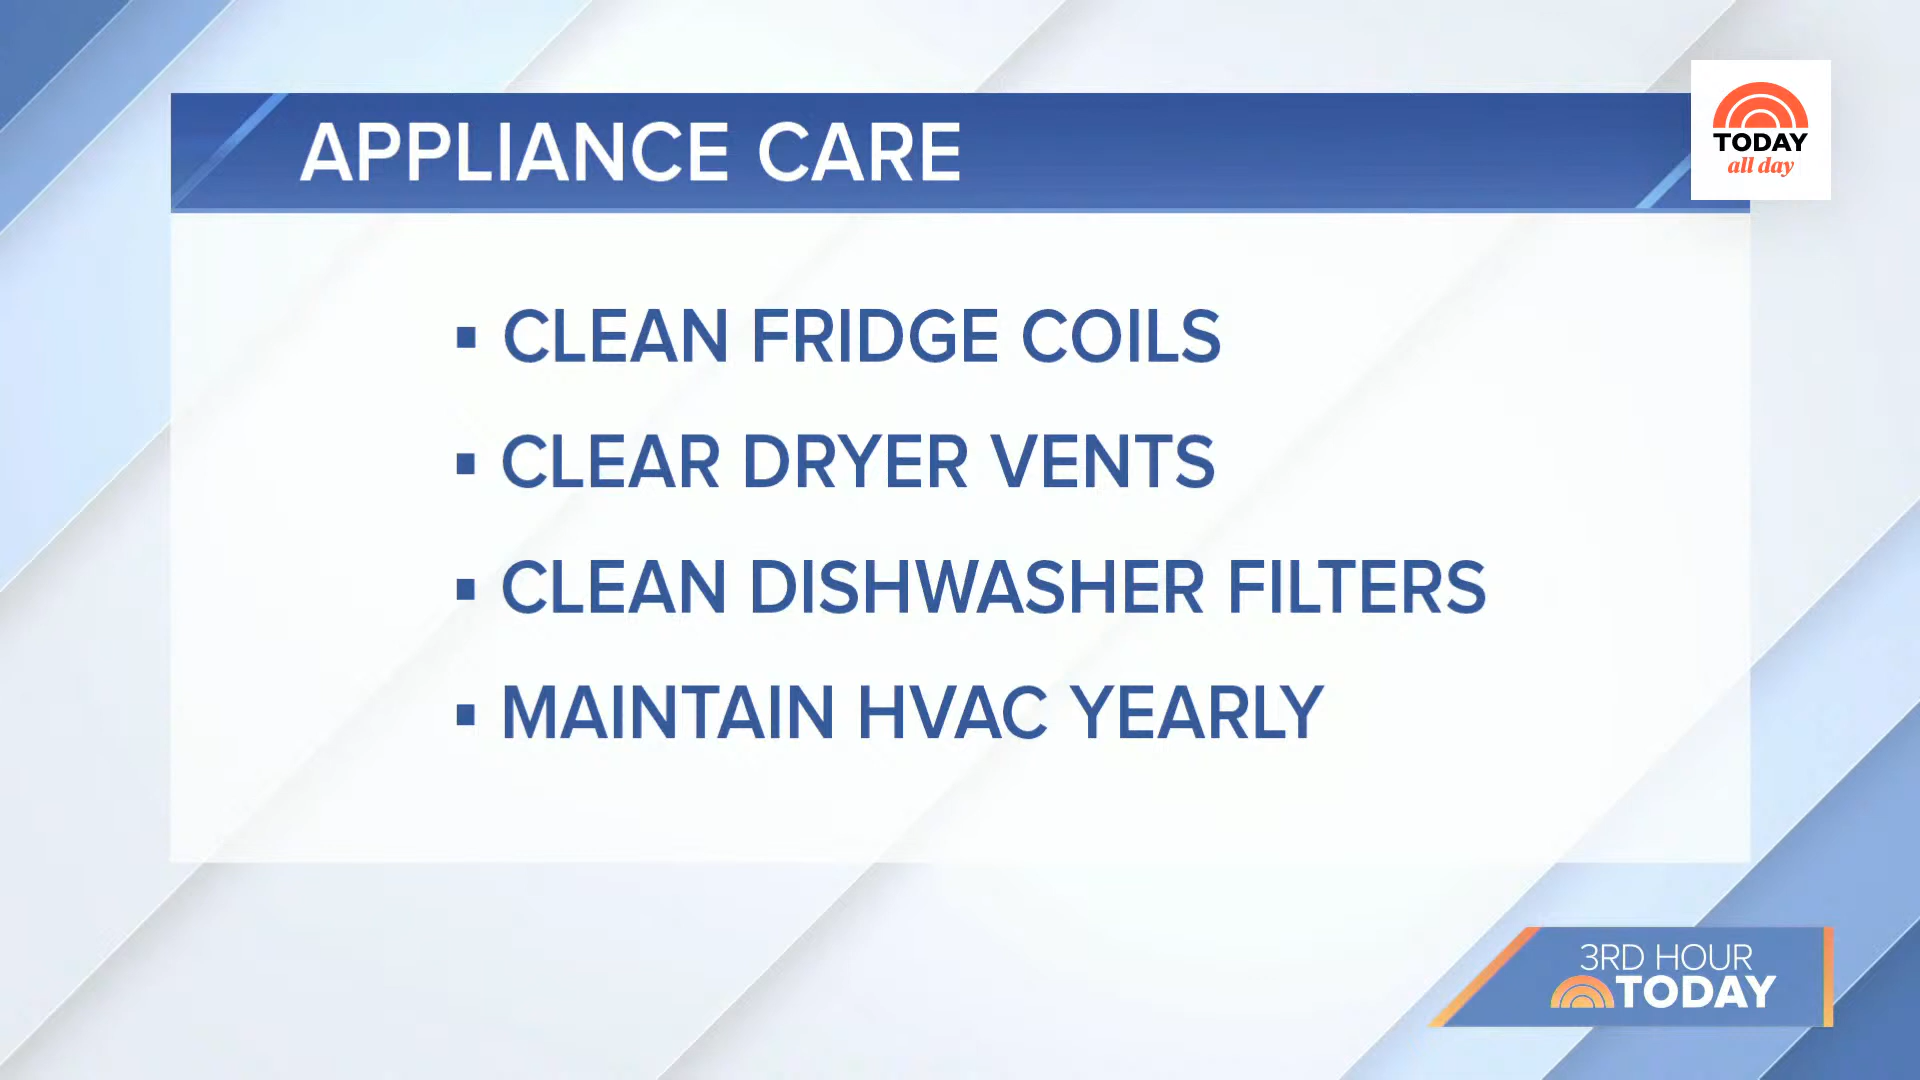 APPLIANCE CARE
TODAY
all day
▪ CLEAN FRIDGE COILS
▪ CLEAR DRYER VENTS
▪ CLEAN DISHWASHER FILTERS
▪ MAINTAIN HVAC YEARLY
3RD HOUR
TODAY